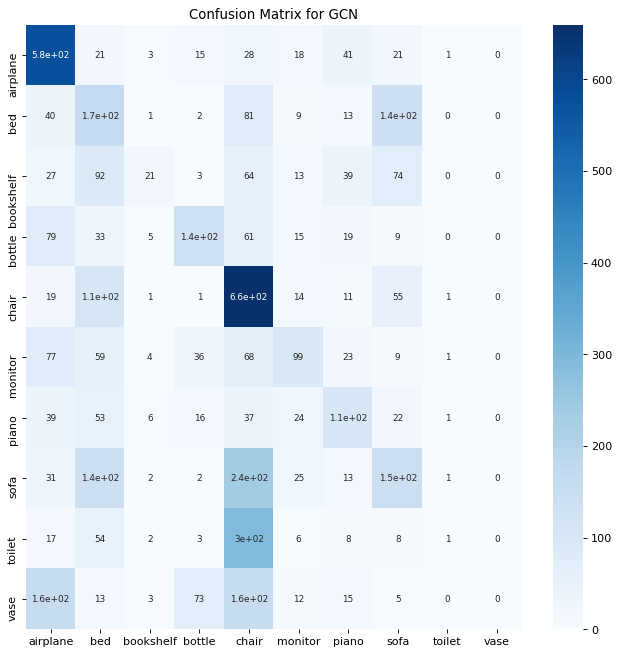 Confusion Matrix for GCN
airplane 5.8e+02 21 3 15 28 18 41 21 1 0
bed 40 1.7e+02 1 2 81 9 13 1.4e+02 0 0
bookshelf 27 92 21 3 64 13 39 74 0 0
bottle 79 33 5 1.4e+02 61 15 19 9 0 0
chair 19 1.1e+02 1 1 6.6e+02 14 11 55 1 0
monitor 77 59 4 36 68 99 23 9 1 0
piano 39 53 6 16 37 24 1.1e+02 22 1 0
sofa 31 1.4e+02 2 2 2.4e+02 25 13 1.5e+02 1 0
toilet 17 54 2 3 3e+02 6 8 8 1 0
vase 1.6e+02 13 3 73 1.6e+02 12 15 5 0 0
airplane bed bookshelf bottle chair monitor piano sofa toilet vase
600
500
400
300
200
100
0